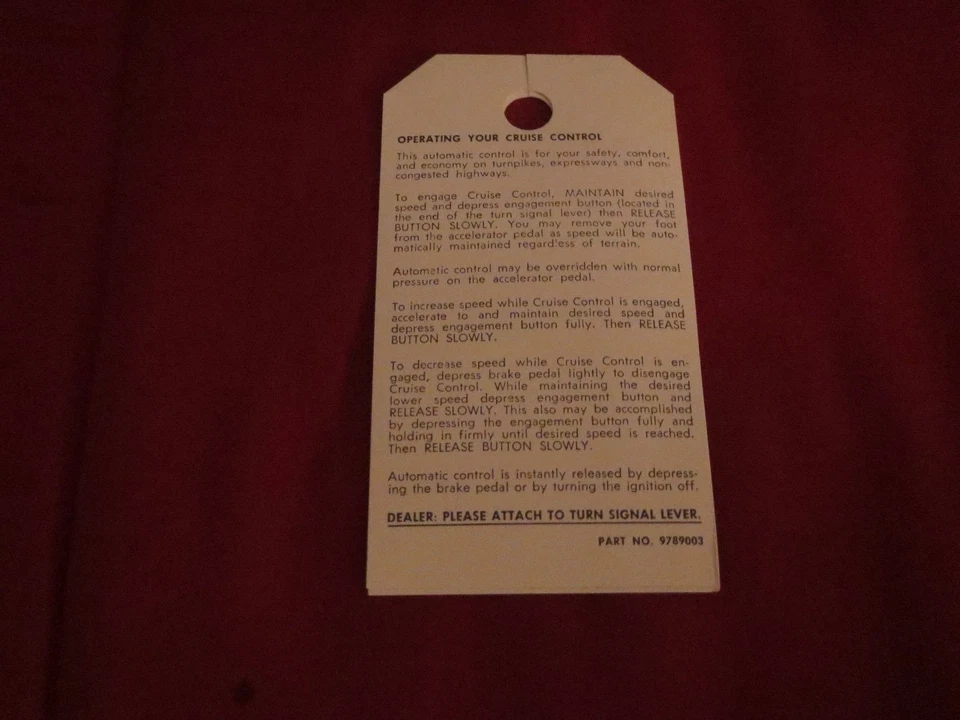 OPERATING YOUR CRUISE CONTROL
This automatic control is for your safety, comfort,
and economy on turnpikes, expressways and non-
congested highways.
To engage Cruise Control, MAINTAIN desired
speed and depress engagement button (located in
the end of the turn signal lever) then RELEASE
BUTTON SLOWLY. You may remove your foot
from the accelerator pedal as speed will be auto-
matically maintained regardless of terrain.
Automatic control may be overridden with normal
pressure on the accelerator pedal.
To increase speed while Cruise Control is engaged,
accelerate to and maintain desired speed and
depress engagement button fully. Then RELEASE
BUTTON SLOWLY.
To decrease speed while Cruise Control is en-
gaged, depress brake pedal lightly to disengage
Cruise Control. While maintaining the desired
lower speed depress engagement button and
RELEASE SLOWLY. This also may be accomplished
by depressing the engagement button fully and
holding in firmly until desired speed is reached.
Then RELEASE BUTTON SLOWLY.
Automatic control is instantly released by depress-
ing the brake pedal or by turning the ignition off.
DEALER: PLEASE ATTACH TO TURN SIGNAL LEVER.
PART NO. 9789003